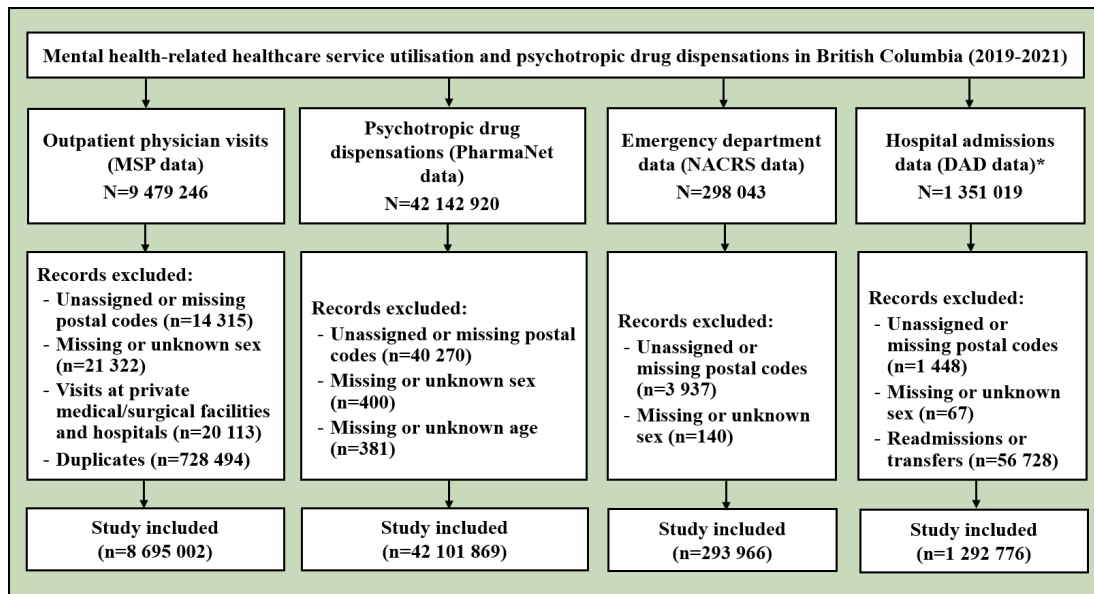 Mental health-related healthcare service utilisation and psychotropic drug dispensations in British Columbia (2019-2021)
Outpatient physician visits
(MSP data)
N=9 479 246
Psychotropic drug
dispensations (PharmaNet
data)
N=42 142 920
Emergency department
data (NACRS data)
N=298 043
Hospital admissions
data (DAD data)*
N=1 351 019
Records excluded:
- Unassigned or missing
postal codes (n=14 315)
- Missing or unknown sex
(n=21 322)
- Visits at private
medical/surgical facilities
and hospitals (n=20 113)
- Duplicates (n=728 494)
Records excluded:
- Unassigned or missing postal
codes (n=40 270)
- Missing or unknown sex
(n=400)
- Missing or unknown age
(n=381)
Records excluded:
- Unassigned or
missing postal codes
(n=3 937)
- Missing or unknown
sex (n=140)
Records excluded:
- Unassigned or
missing postal codes
(n=1 448)
- Missing or unknown
sex (n=67)
- Readmissions or
transfers (n=56 728)
Study included
(n=8 695 002)
Study included
(n=42 101 869)
Study included
(n=293 966)
Study included
(n=1 292 776)